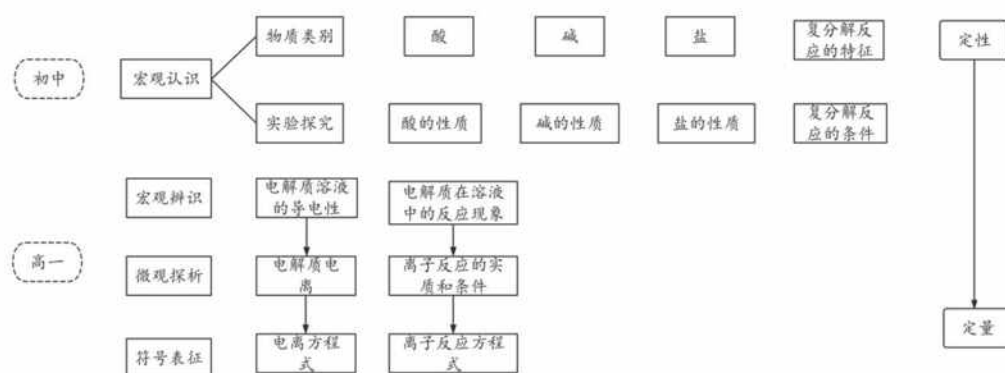 物质类别
酸
碱
盐
复分解反
应的特征
定性
初中
宏观认识
实验探究
酸的性质
碱的性质
盐的性质
复分解反
应的条件
宏观辨识
电解质溶液
的导电性
电解质在溶液
中的反应现象
高一
微观探析
电解质电
离
离子反应的实
质和条件
定量
符号表征
电离方程
式
离子反应方程
式